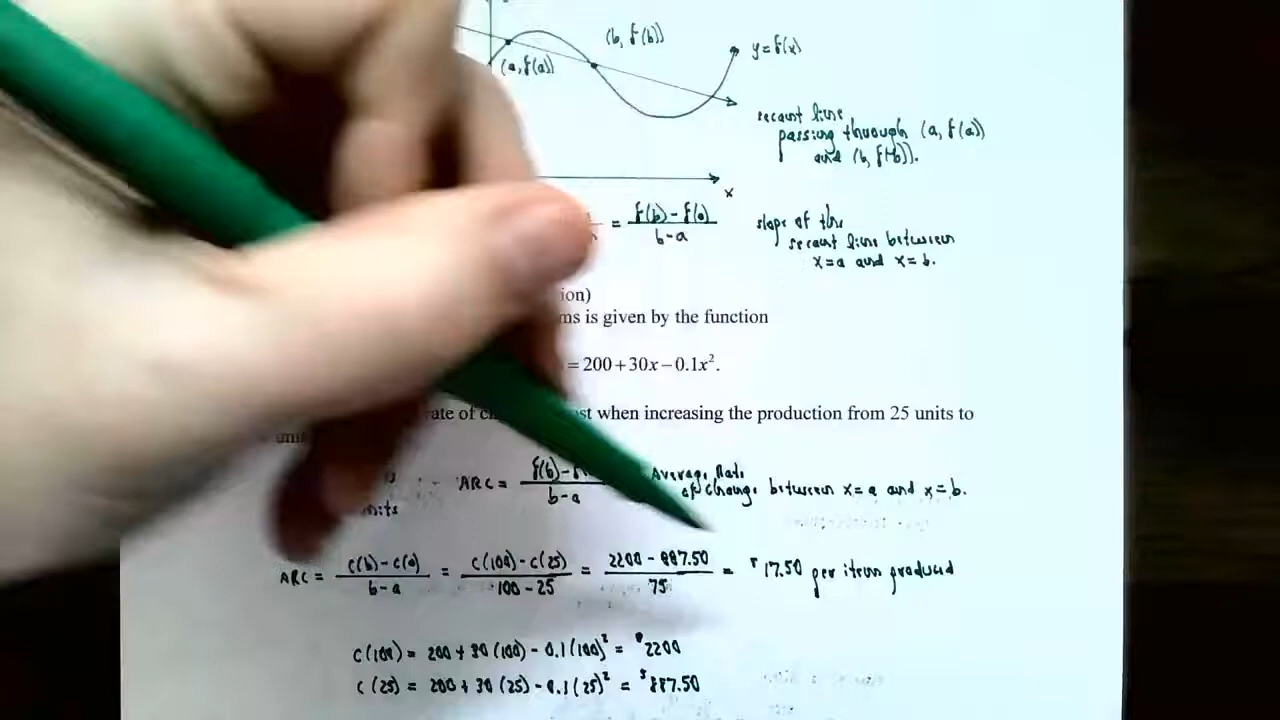 (b, f(b))
y = f(x)
(a, f(a))
secant line
passing through (a, f(a))
and (b, f(b)).
x
= f(b) - f(a) / b - a
slope of the
secant line between
x = a and x = b.
ion)
ms is given by the function
= 200 + 30x − 0.1x².
rate of c st when increasing the production from 25 units to
ARC = f(b) - / b - a
Average Rate
of Change between x = a and x = b.
ARC = c(b) - c(a) / b - a = c(100) - c(25) / 100 - 25 = 2200 - 887.50 / 75 = $17.50 per item produced
c(100) = 200 + 30(100) - 0.1(100)² = $2200
c(25) = 200 + 30(25) - 0.1(25)² = $887.50